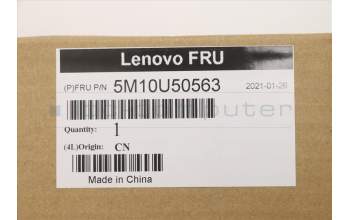 Lenovo FRU
(P)FRU P/N 5M10U50563 2021-01-26
Quantity: 1
(4L)Origin: CN
Made in China